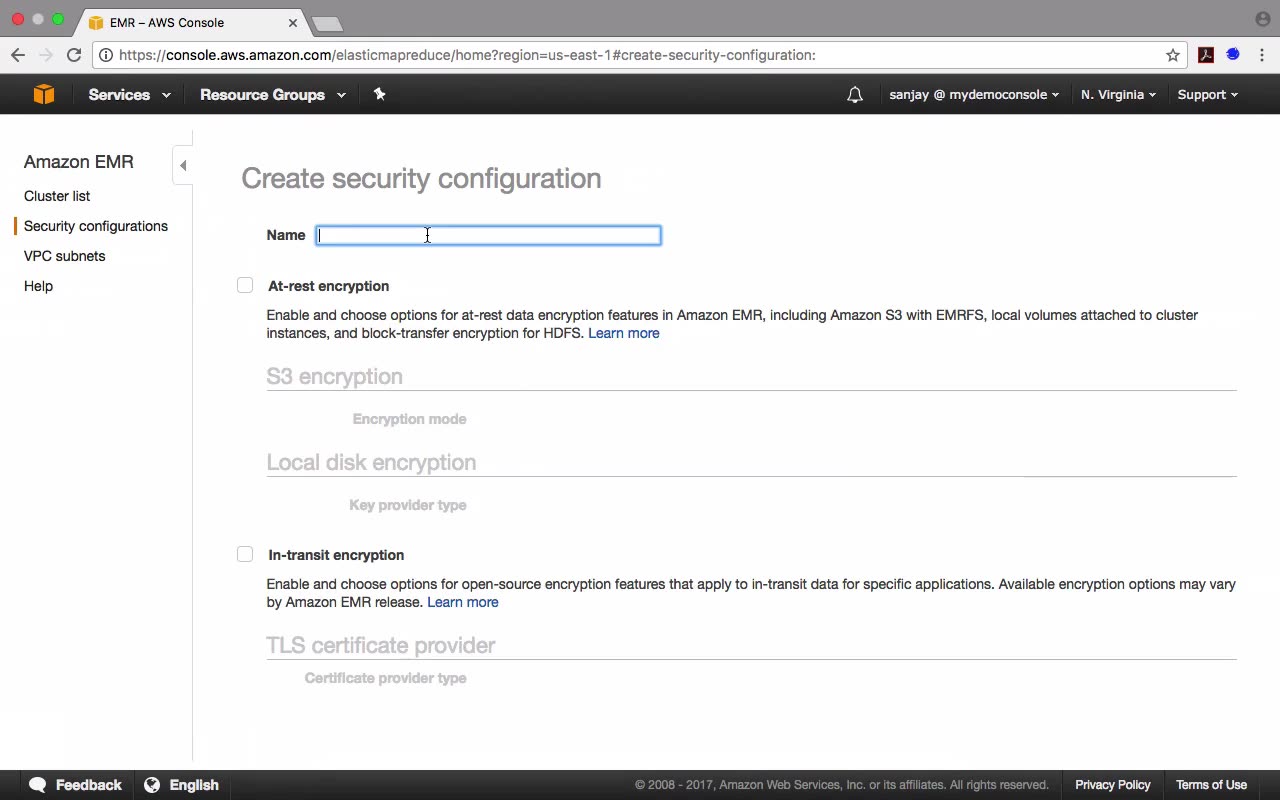 EMR – AWS Console
https://console.aws.amazon.com/elasticmapreduce/home?region=us-east-1#create-security-configuration:
Services Resource Groups sanjay @ mydemoconsole N. Virginia Support
Amazon EMR
Cluster list
Security configurations
VPC subnets
Help
Create security configuration
Name
At-rest encryption
Enable and choose options for at-rest data encryption features in Amazon EMR, including Amazon S3 with EMRFS, local volumes attached to cluster
instances, and block-transfer encryption for HDFS. Learn more
S3 encryption
Encryption mode
Local disk encryption
Key provider type
In-transit encryption
Enable and choose options for open-source encryption features that apply to in-transit data for specific applications. Available encryption options may vary
by Amazon EMR release. Learn more
TLS certificate provider
Certificate provider type
Feedback English © 2008 - 2017, Amazon Web Services, Inc. or its affiliates. All rights reserved. Privacy Policy Terms of Use